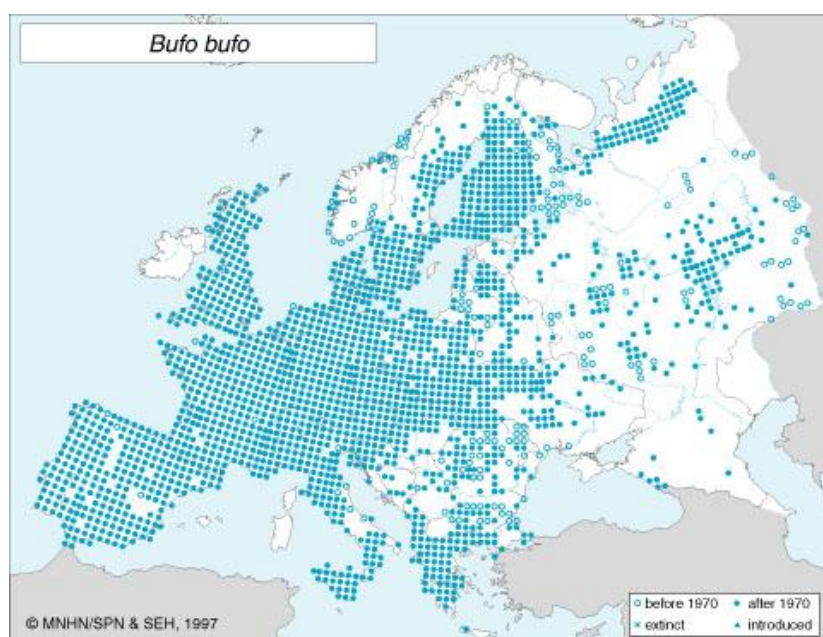 Bufo bufo
before 1970 after 1970
extinct introduced
© MNHN/SPN & SEH, 1997